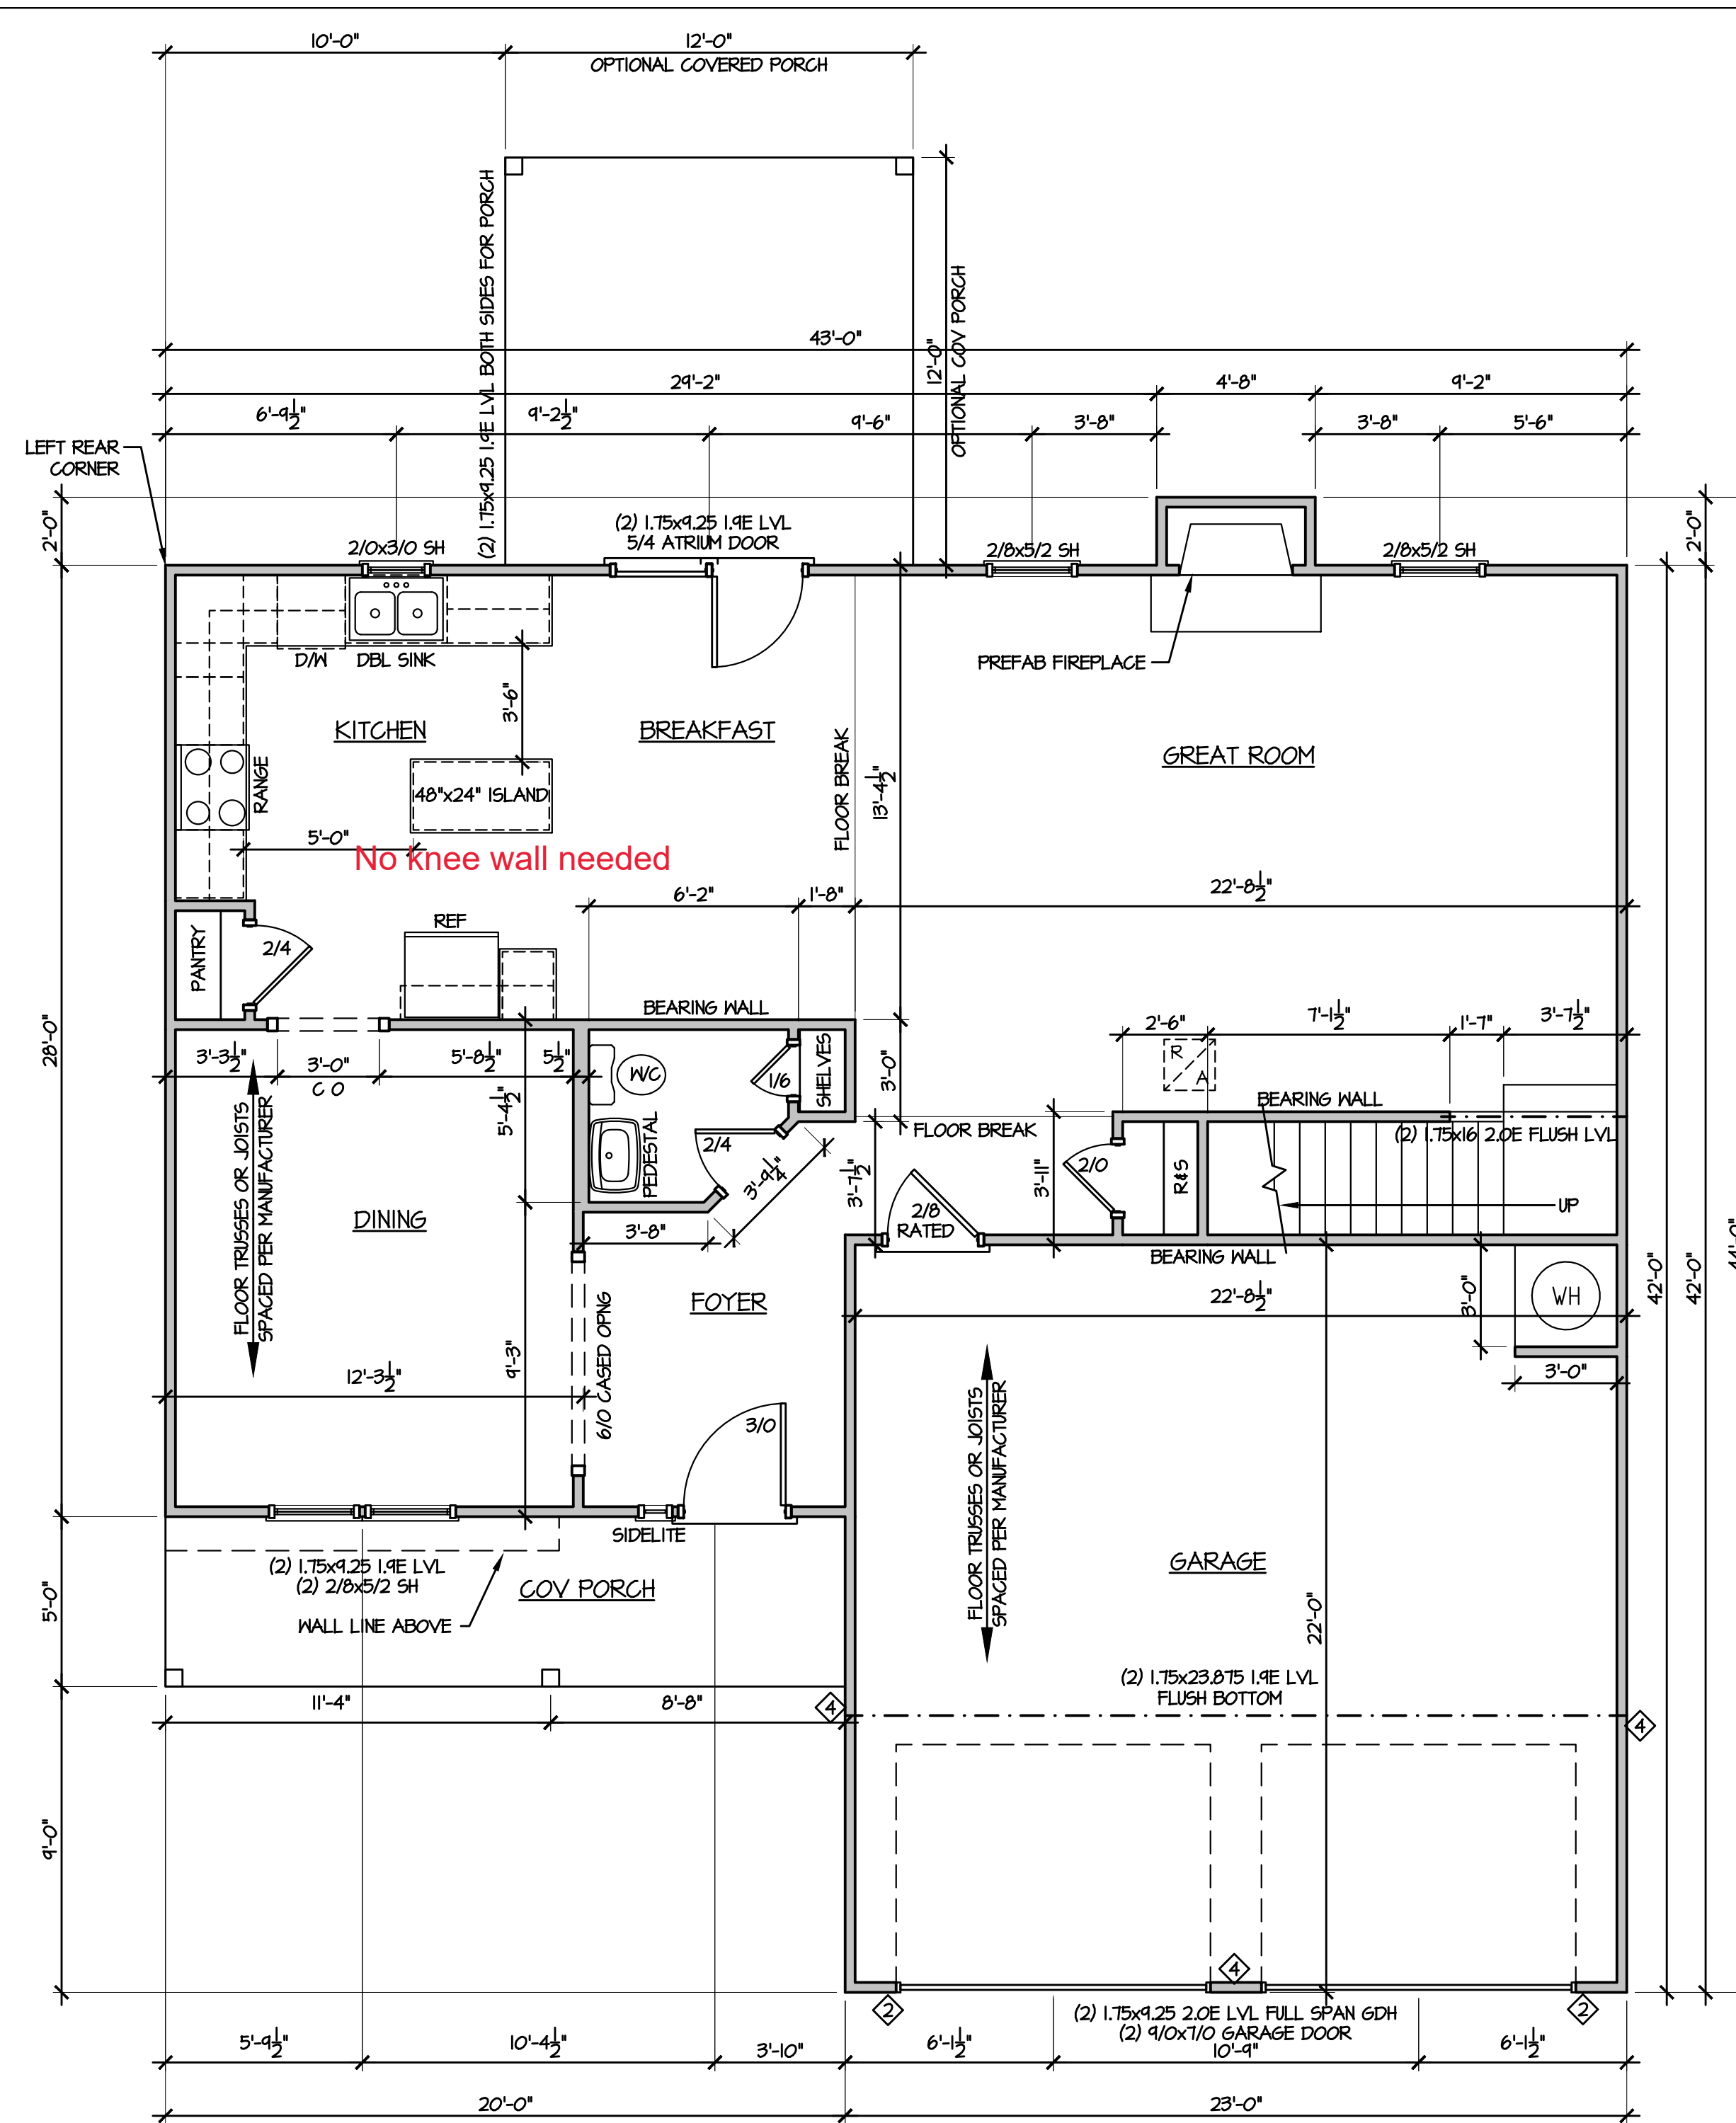 10'-0"
12'-0"
OPTIONAL COVERED PORCH
(2) 1.75x9.25 1.9E LVL BOTH SIDES FOR PORCH
12'-0"
OPTIONAL COV PORCH
43'-0"
29'-2"
4'-8"
9'-2"
6'-9½"
9'-2½"
9'-6"
3'-8"
3'-8"
5'-6"
LEFT REAR
CORNER
2'-0"
2'-0"
2/0x3/0 SH
(2) 1.75x9.25 1.9E LVL
5/4 ATRIUM DOOR
2/8x5/2 SH
2/8x5/2 SH
D/W
DBL SINK
PREFAB FIREPLACE
3'-6"
KITCHEN
BREAKFAST
GREAT ROOM
RANGE
48"x24" ISLAND
FLOOR BREAK
13'-4½"
5'-0"
No knee wall needed
6'-2"
1'-8"
22'-8½"
PANTRY
2/4
REF
BEARING WALL
28'-0"
3'-3½"
3'-0"
C O
5'-8½"
5½"
5'-4½"
W/C
1/6
SHELVES
3'-0"
2'-6"
7'-1½"
1'-7"
3'-7½"
R
A
BEARING WALL
FLOOR BREAK
(2) 1.75x16 2.0E FLUSH LVL
PEDESTAL
2/4
3'-9¼"
3'-7½"
3'-11"
2/0
R&S
UP
2/8
RATED
DINING
FLOOR TRUSSES OR JOISTS
SPACED PER MANUFACTURER
3'-8"
BEARING WALL
FOYER
22'-8½"
3'-0"
WH
42'-0"
42'-0"
44'-0"
3'-0"
9'-3"
6/0 CASED OPNG
12'-3½"
3/0
FLOOR TRUSSES OR JOISTS
SPACED PER MANUFACTURER
SIDELITE
(2) 1.75x9.25 1.9E LVL
(2) 2/8x5/2 SH
COV PORCH
WALL LINE ABOVE
GARAGE
5'-0"
22'-0"
(2) 1.75x23.875 1.9E LVL
FLUSH BOTTOM
11'-4"
8'-8"
4
4
9'-0"
4
2
2
(2) 1.75x9.25 2.0E LVL FULL SPAN GDH
(2) 9/0x7/0 GARAGE DOOR
5'-9½"
10'-4½"
3'-10"
6'-1½"
10'-9"
6'-1½"
20'-0"
23'-0"